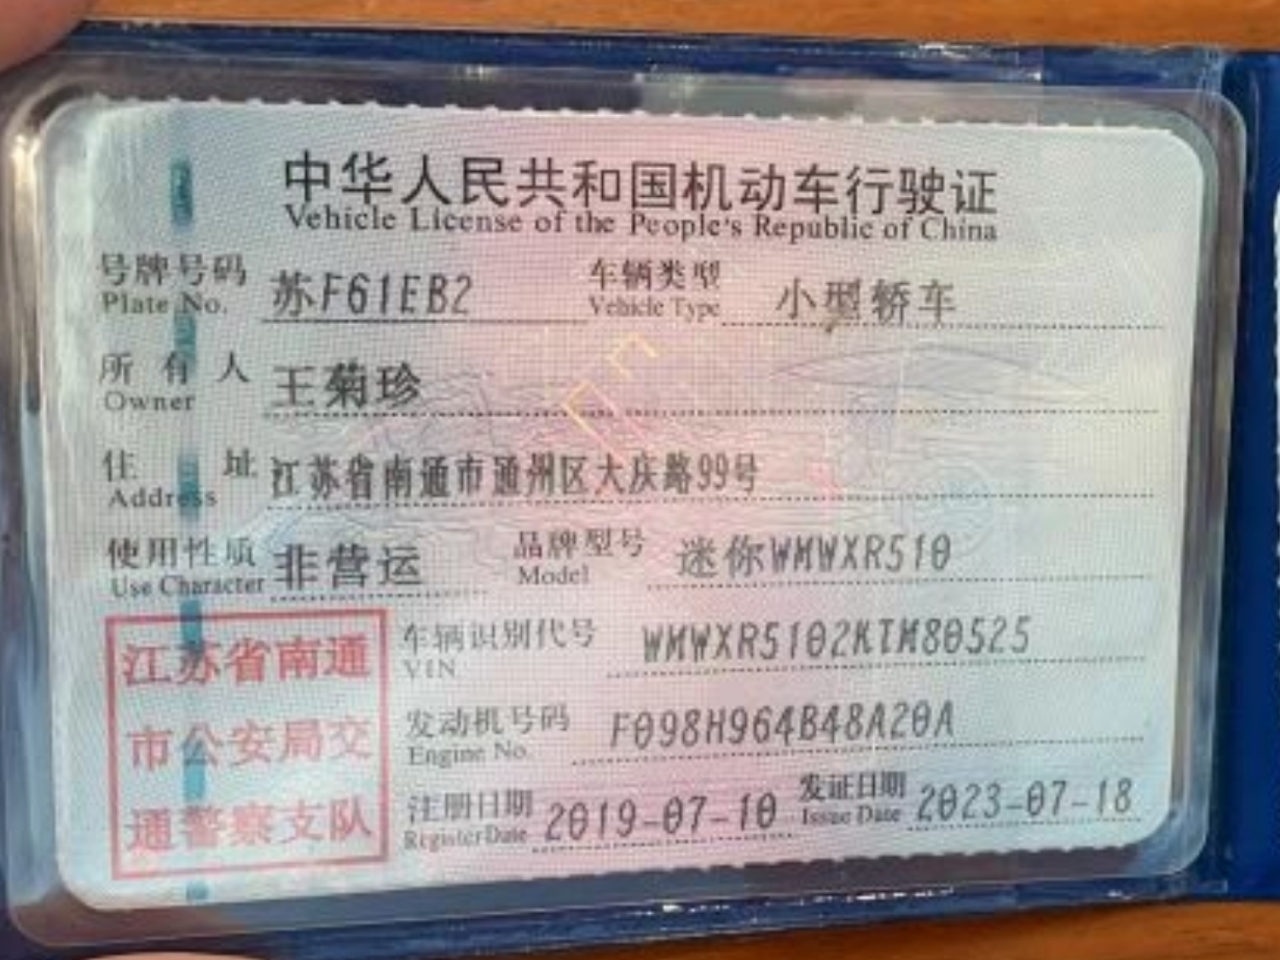 中华人民共和国机动车行驶证
Vehicle License of the People's Republic of China
号牌号码 苏F61EB2 车辆类型 小型轿车
Plate No. Vehicle Type
所有人 王菊珍
Owner
住址 江苏省南通市通州区大庆路99号
Address
使用性质 非营运 品牌型号 迷你WMWXR510
Use Character Model
江苏省南通 车辆识别代号 WMWXR5102KTM80525
VIN
市公安局交 发动机号码 F098H964B48A20A
Engine No.
通警察支队 注册日期 2019-07-10 发证日期 2023-07-18
Register Date Issue Date